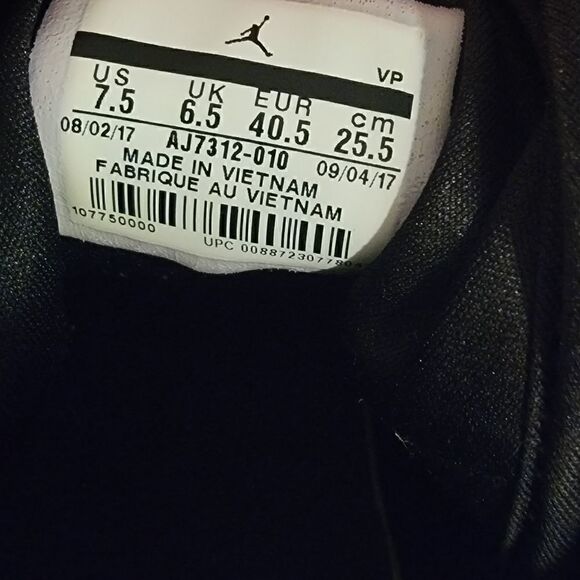 VP
US UK EUR cm
7.5 6.5 40.5 25.5
08/02/17 AJ7312-010 09/04/17
MADE IN VIETNAM
FABRIQUE AU VIETNAM
107750000
UPC